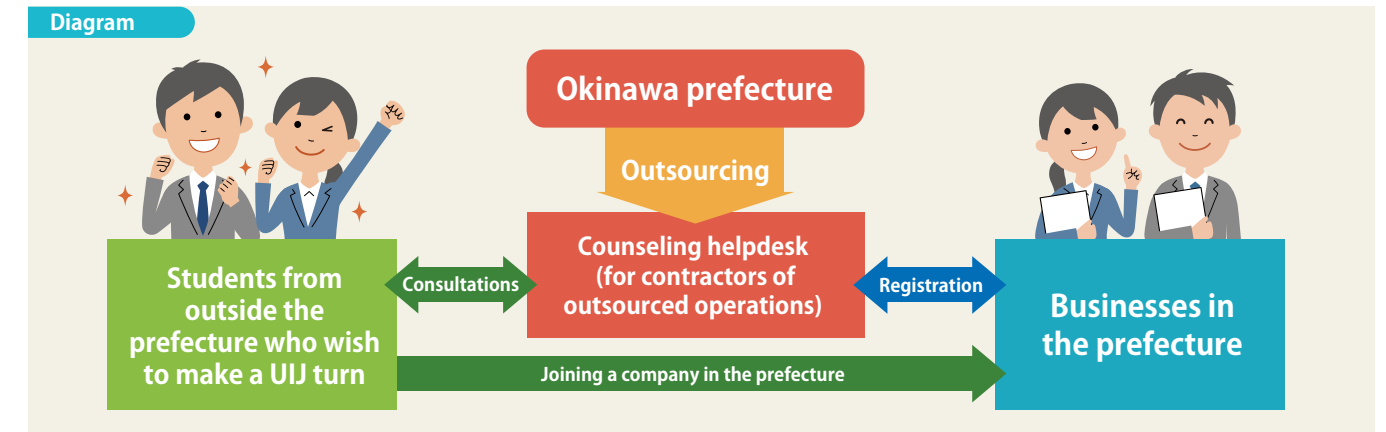 Diagram
Okinawa prefecture
Outsourcing
Counseling helpdesk
(for contractors of
outsourced operations)
Consultations
Registration
Students from
outside the
prefecture who wish
to make a UIJ turn
Businesses in
the prefecture
Joining a company in the prefecture